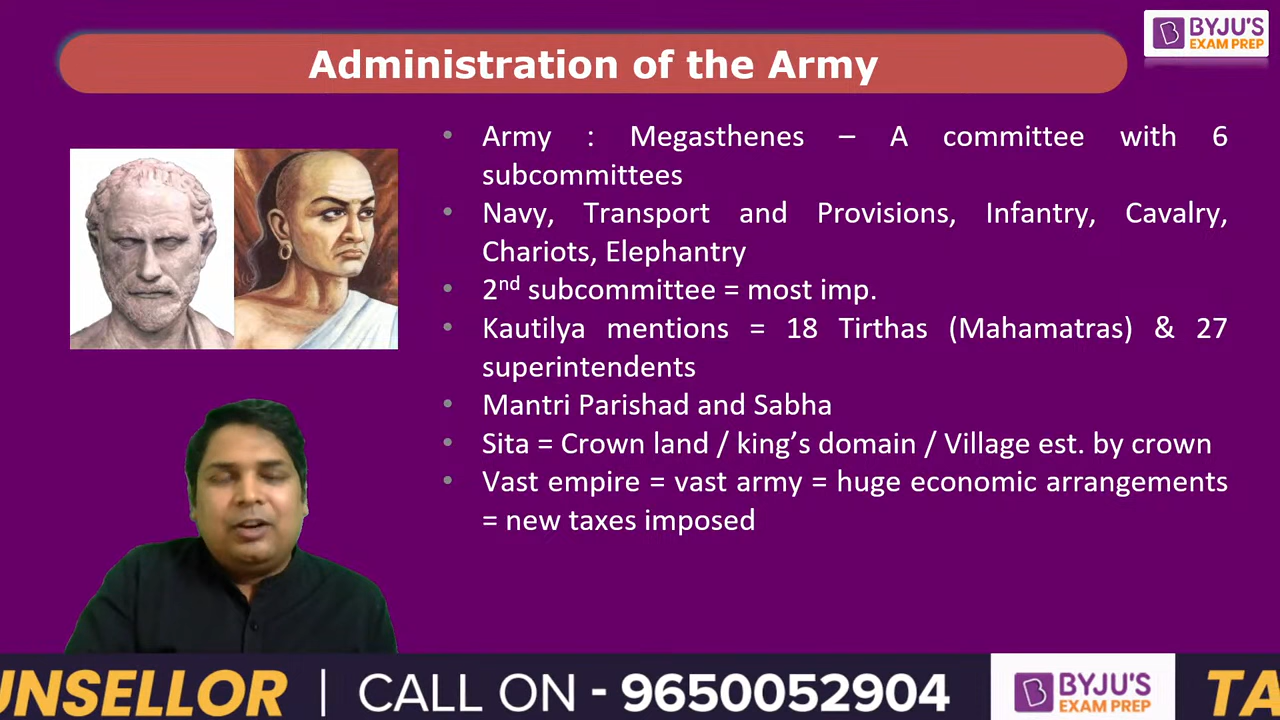 BYJU'S
EXAM PREP
Administration of the Army
• Army : Megasthenes – A committee with 6
subcommittees
• Navy, Transport and Provisions, Infantry, Cavalry,
Chariots, Elephantry
• 2nd subcommittee = most imp.
• Kautilya mentions = 18 Tirthas (Mahamatras) & 27
superintendents
• Mantri Parishad and Sabha
• Sita = Crown land / king's domain / Village est. by crown
• Vast empire = vast army = huge economic arrangements
= new taxes imposed
UNSELLOR | CALL ON - 9650052904 BYJU'S EXAM PREP TA